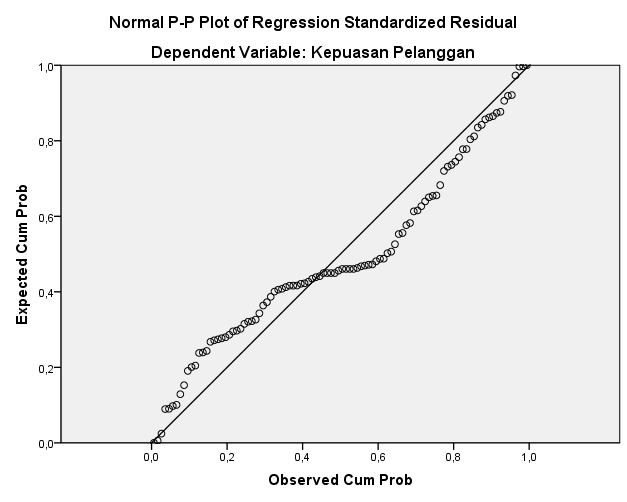 Normal P-P Plot of Regression Standardized Residual
Dependent Variable: Kepuasan Pelanggan
1,0
0,8
0,6
0,4
0,2
0,0
Expected Cum Prob
0,0 0,2 0,4 0,6 0,8 1,0
Observed Cum Prob